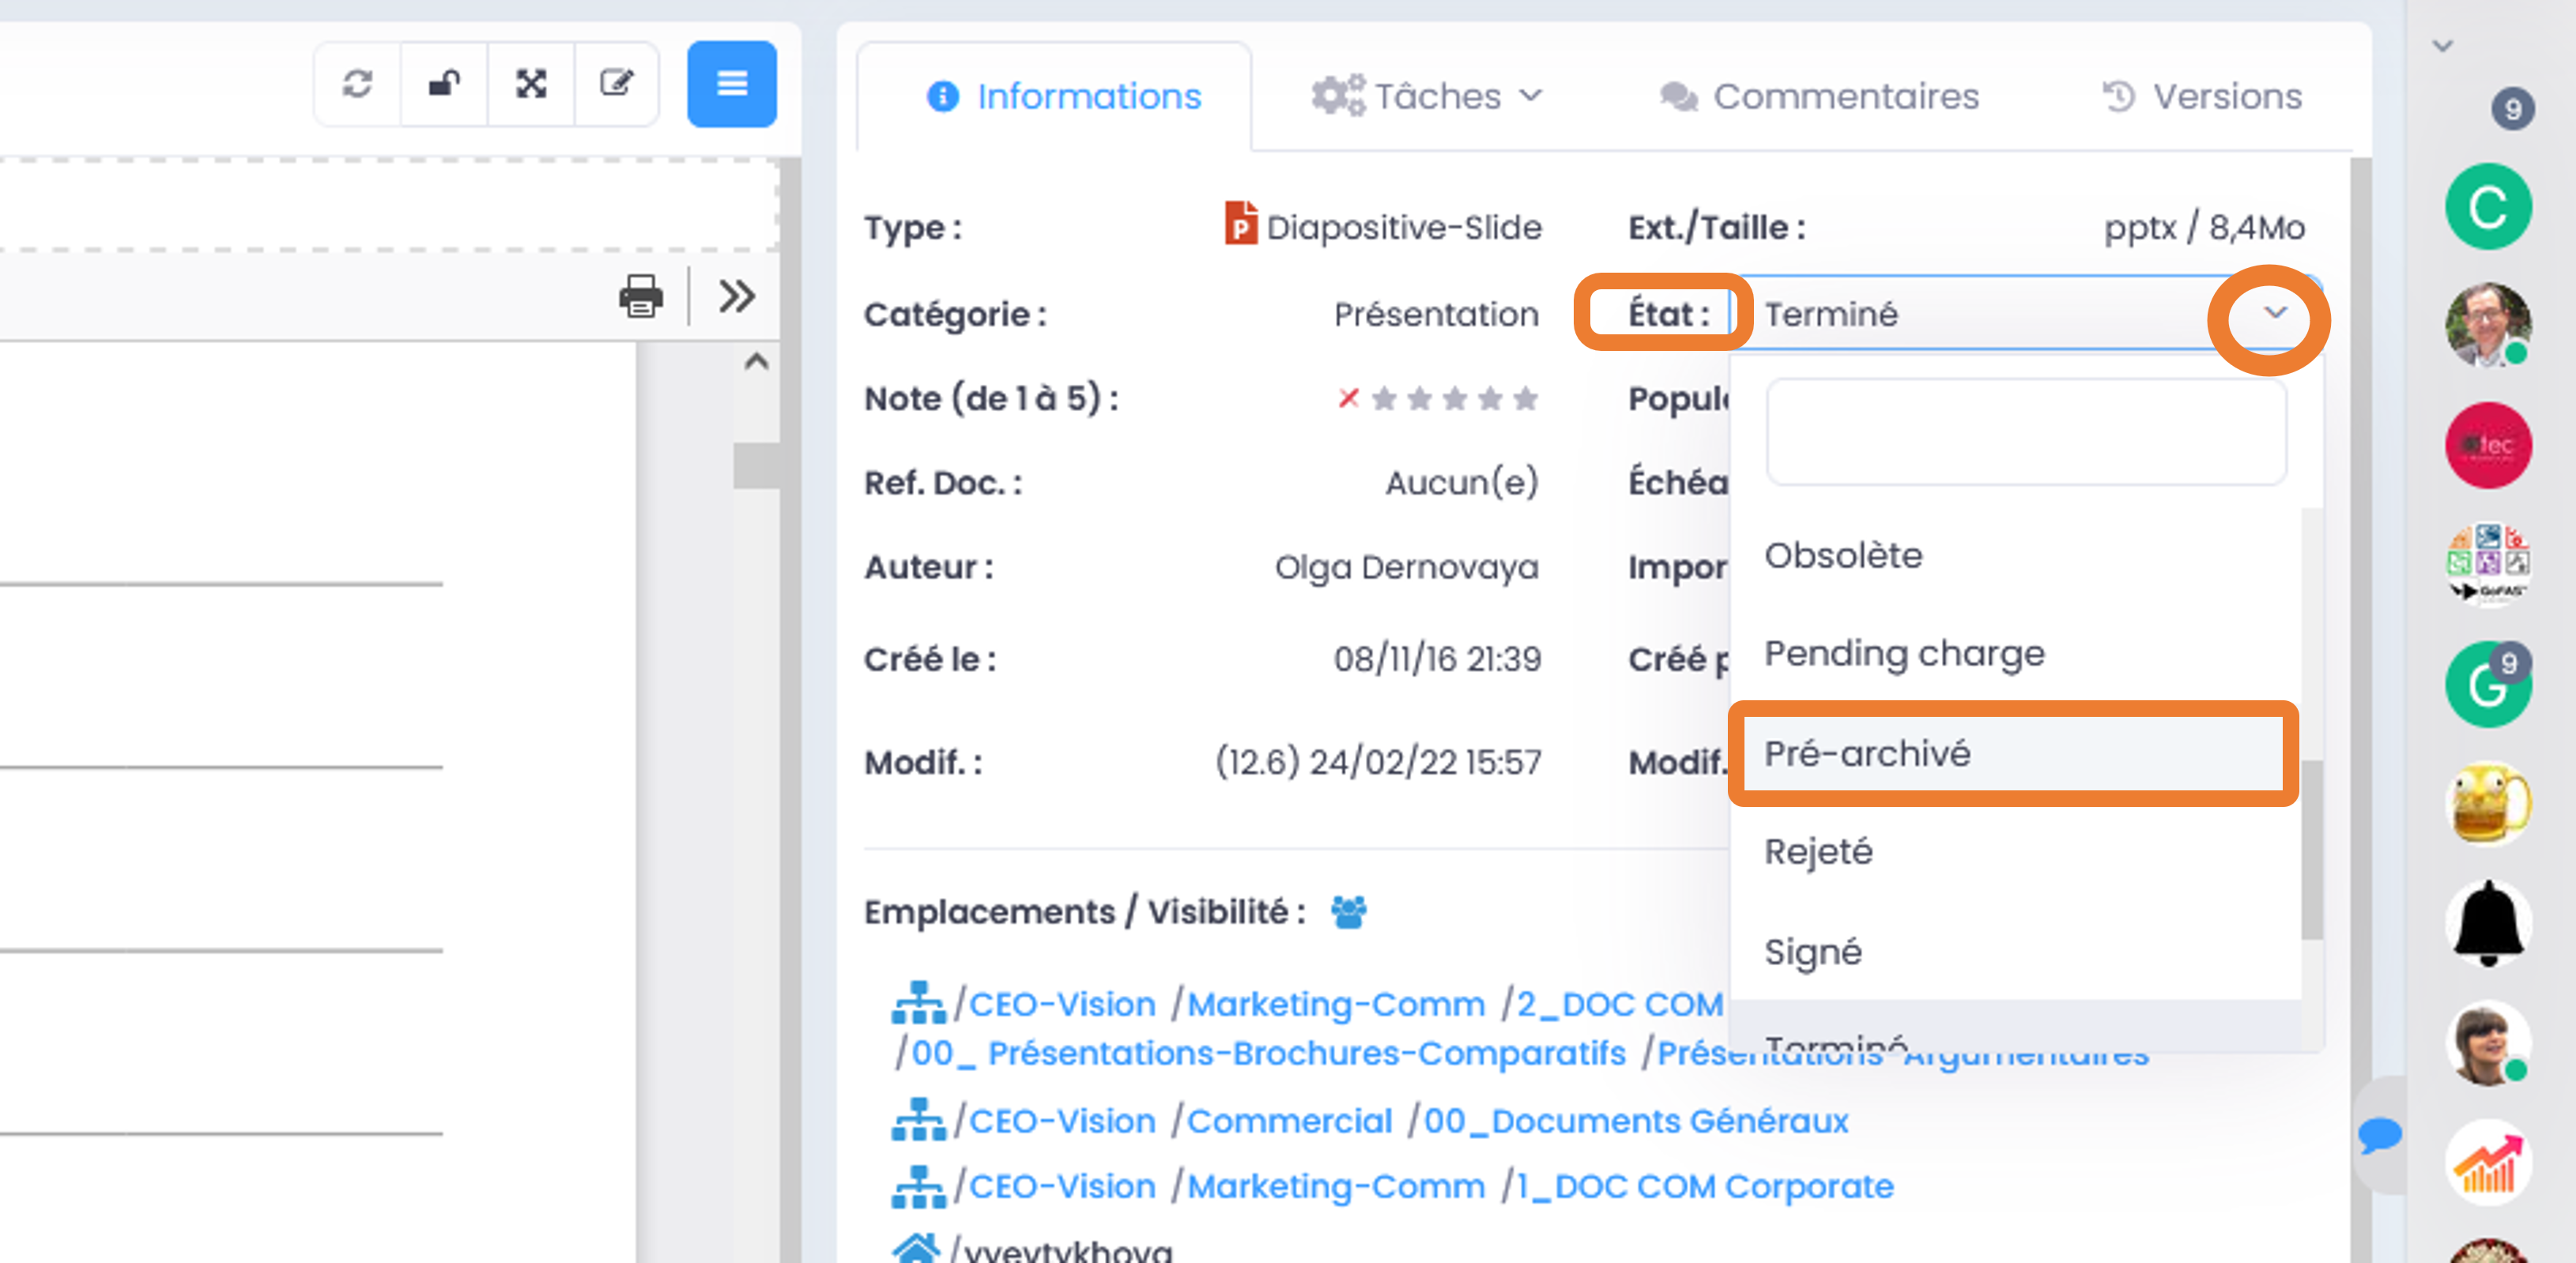 Informations Tâches Commentaires Versions
9
Type : Diapositive-Slide Ext./Taille : pptx / 8,4Mo
C
Catégorie : Présentation État : Terminé
Note (de 1 à 5) : Popul
tec
Ref. Doc. : Aucun(e) Échéa
Obsolète
Auteur : Olga Dernovaya Impor
GoFAST
Pending charge
Créé le : 08/11/16 21:39 Créé p
G 9
Pré-archivé
Modif. : (12.6) 24/02/22 15:57 Modif.
Rejeté
Emplacements / Visibilité :
Signé
/CEO-Vision /Marketing-Comm /2_DOC COM
Terminé
/00_ Présentations-Brochures-Comparatifs /Présentations-Argumentaires
/CEO-Vision /Commercial /00_Documents Généraux
/CEO-Vision /Marketing-Comm /1_DOC COM Corporate
/vyevtykhova